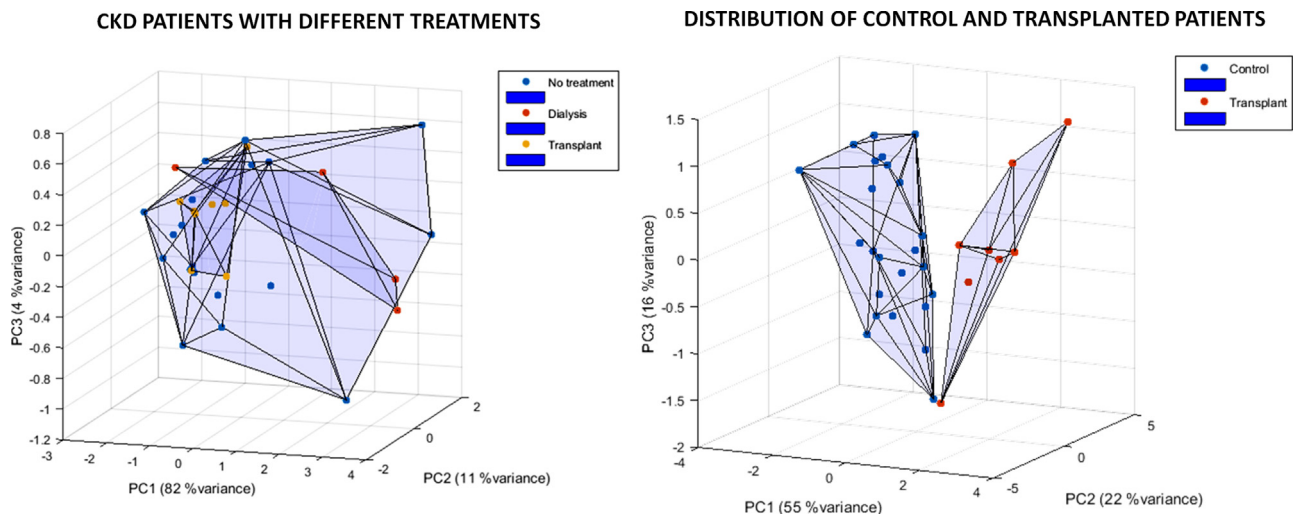 CKD PATIENTS WITH DIFFERENT TREATMENTS
No treatment
Dialysis
Transplant
0.8
0.6
0.4
0.2
0
-0.2
-0.4
-0.6
-0.8
-1
-1.2
PC3 (4 %variance)
-3
-2
-1
0
1
2
3
4
PC1 (82 %variance)
-2
0
2
PC2 (11 %variance)
DISTRIBUTION OF CONTROL AND TRANSPLANTED PATIENTS
Control
Transplant
1.5
1
0.5
0
-0.5
-1
-1.5
-2
PC3 (16 %variance)
-4
-2
0
2
4
PC1 (55 %variance)
-5
0
5
PC2 (22 %variance)